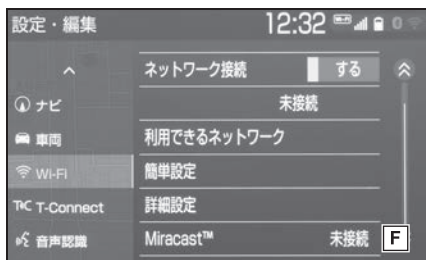 設定・編集 12:32
ネットワーク接続 する
未接続
ナビ
車両 利用できるネットワーク
Wi-Fi 簡単設定
T-Connect 詳細設定
音声認識 Miracast™ 未接続 F